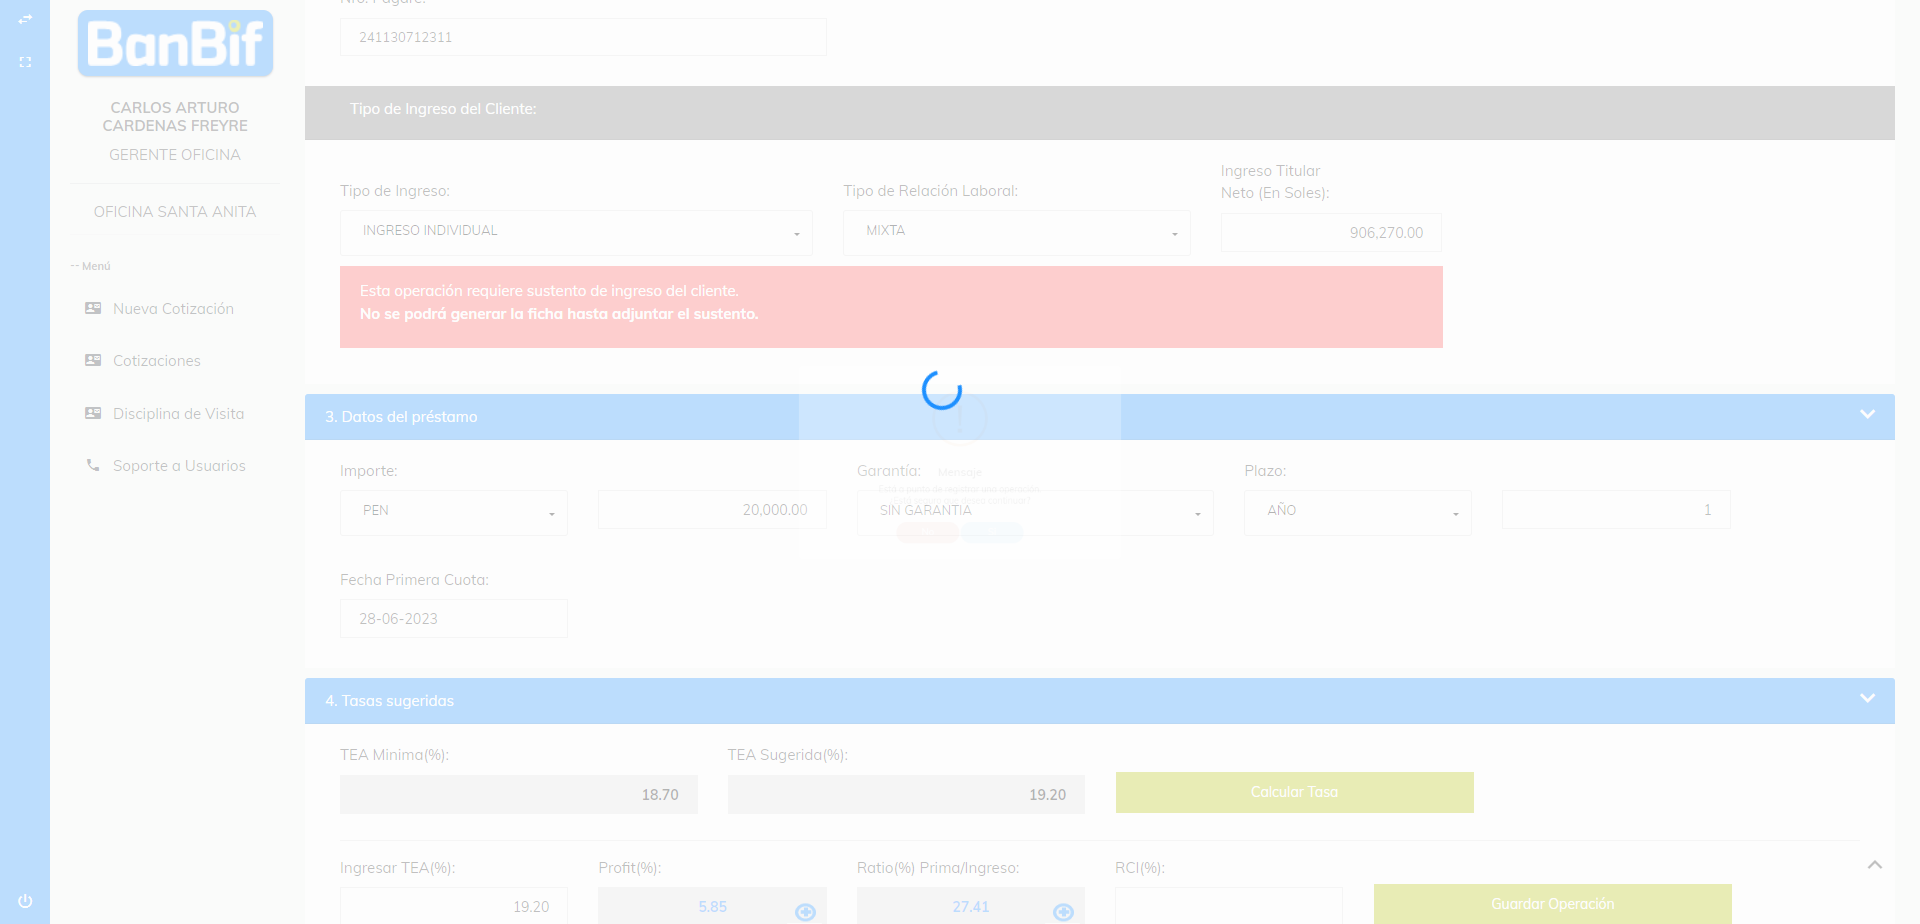 BanBif
CARLOS ARTURO
CARDENAS FREYRE
GERENTE OFICINA
OFICINA SANTA ANITA
-- Menú
Nueva Cotización
Cotizaciones
Disciplina de Visita
Soporte a Usuarios
Nro. Pagaré:
241130712311
Tipo de Ingreso del Cliente:
Tipo de Ingreso:
INGRESO INDIVIDUAL
Tipo de Relación Laboral:
MIXTA
Ingreso Titular
Neto (En Soles):
906,270.00
Esta operación requiere sustento de ingreso del cliente.
No se podrá generar la ficha hasta adjuntar el sustento.
3. Datos del préstamo
Importe:
PEN
20,000.00
Garantía:
SIN GARANTIA
Plazo:
AÑO
1
Mensaje
Fecha Primera Cuota:
28-06-2023
4. Tasas sugeridas
TEA Minima(%):
18.70
TEA Sugerida(%):
19.20
Calcular Tasa
Ingresar TEA(%):
19.20
Profit(%):
5.85
Ratio(%) Prima/Ingreso:
27.41
RCI(%):
Guardar Operación